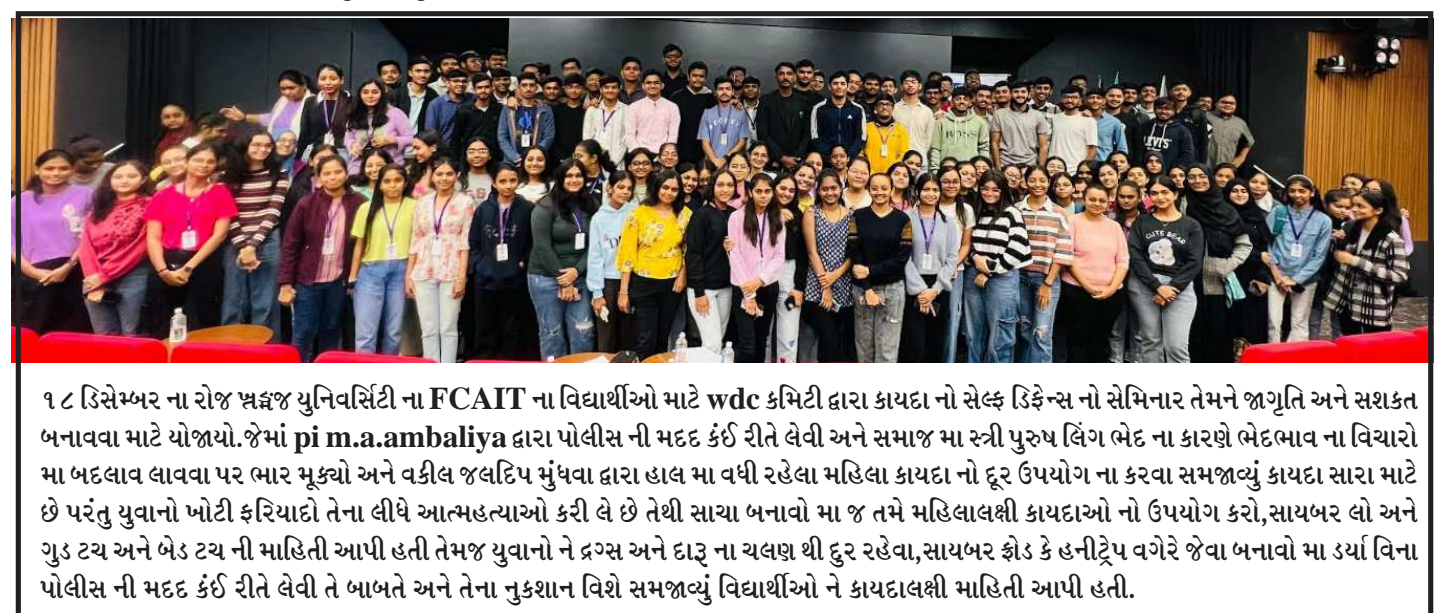 ૧૮ ડિસેમ્બર ના રોજ યુનિવર્સિટી ના FCAIT ના વિદ્યાર્થીઓ માટે wdc કમિટી દ્વારા કાયદા નો સેલ્ફ ડિફેન્સ નો સેમિનાર તેમને જાગૃતિ અને સશકત
બનાવવા માટે યોજાયો.જેમાં pi m.a.ambaliya દ્વારા પોલીસ ની મદદ કંઈ રીતે લેવી અને સમાજ મા સ્ત્રી પુરુષ લિંગ ભેદ ના કારણે ભેદભાવ ના વિચારો
મા બદલાવ લાવવા પર ભાર મૂક્યો અને વકીલ જલદિપ મુંધવા દ્વારા હાલ મા વધી રહેલા મહિલા કાયદા નો દૂર ઉપયોગ ના કરવા સમજાવ્યું કાયદા સારા માટે
છે પરંતુ યુવાનો ખોટી ફરિયાદો તેના લીધે આત્મહત્યાઓ કરી લે છે તેથી સાચા બનાવો મા જ તમે મહિલાલક્ષી કાયદાઓ નો ઉપયોગ કરો,સાયબર લો અને
ગુડ ટચ અને બેડ ટચ ની માહિતી આપી હતી તેમજ યુવાનો ને દ્રગ્સ અને દારૂ ના ચલણ થી દુર રહેવા,સાયબર ફ્રોડ કે હનીટ્રેપ વગેરે જેવા બનાવો મા ડર્યા વિના
પોલીસ ની મદદ કંઈ રીતે લેવી તે બાબતે અને તેના નુકશાન વિશે સમજાવ્યું વિદ્યાર્થીઓ ને કાયદાલક્ષી માહિતી આપી હતી.